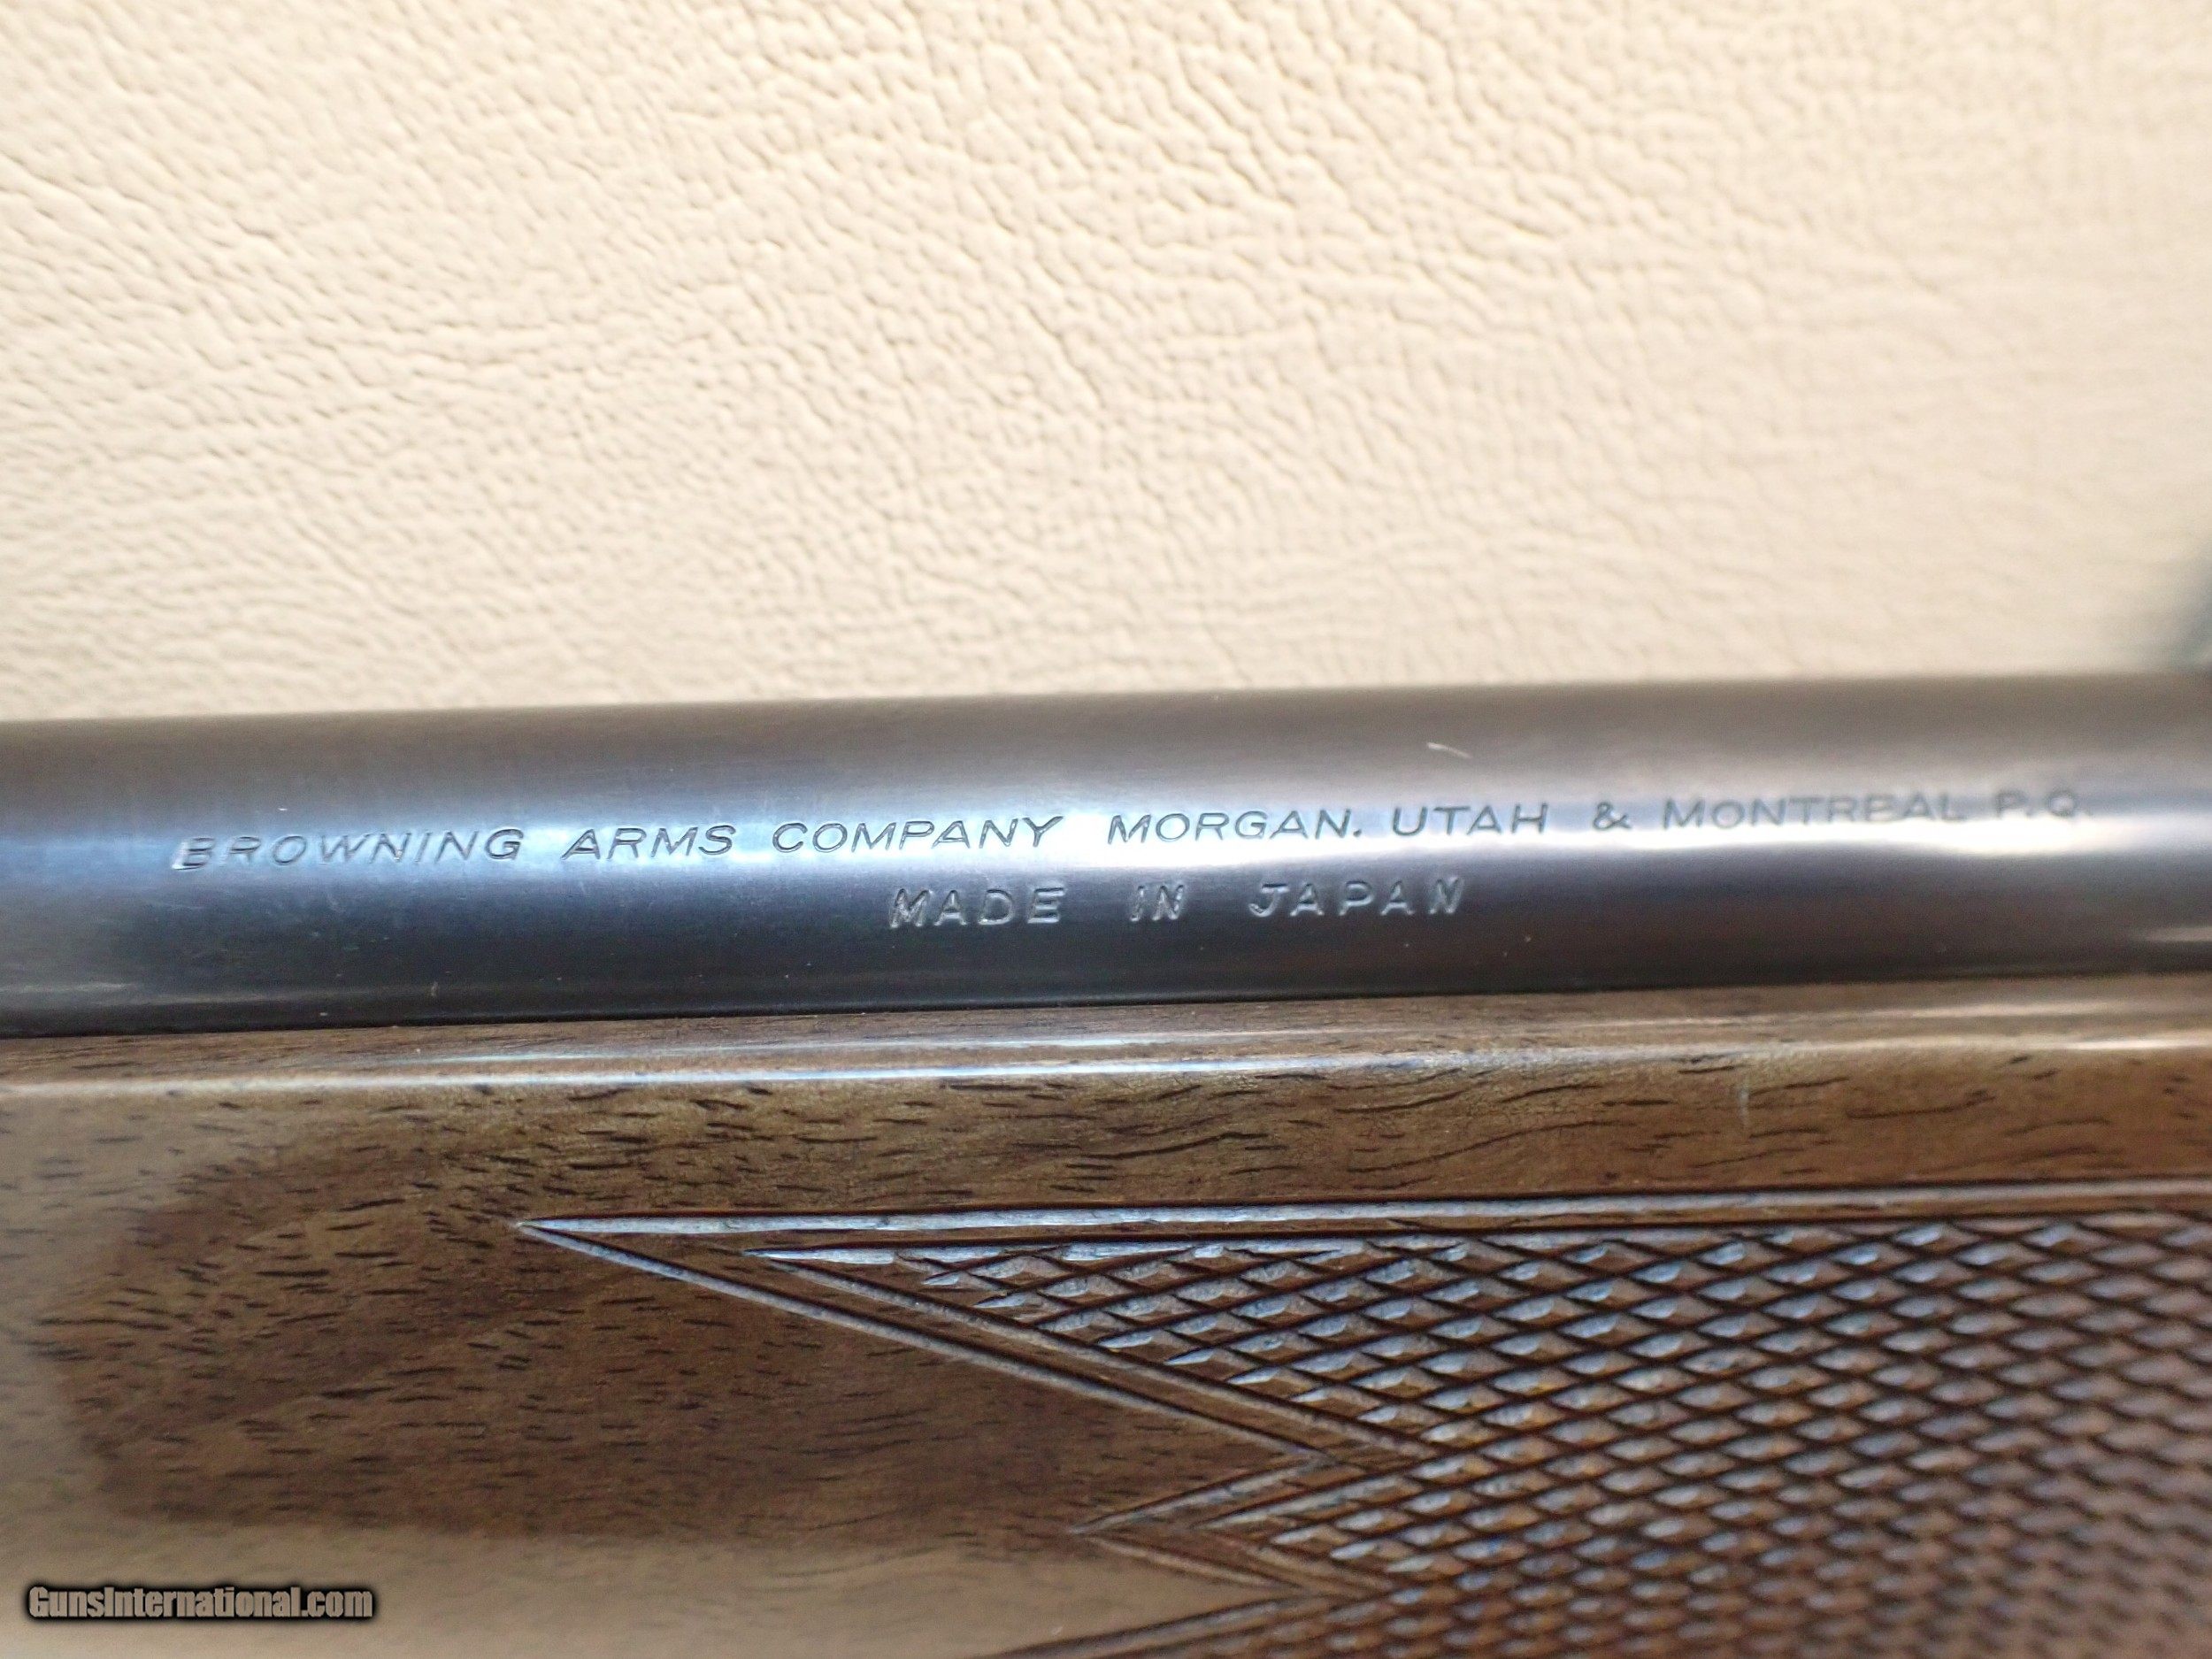 BROWNING ARMS COMPANY MORGAN. UTAH & MONTREAL P.Q.
MADE IN JAPAN
GunsInternational.com